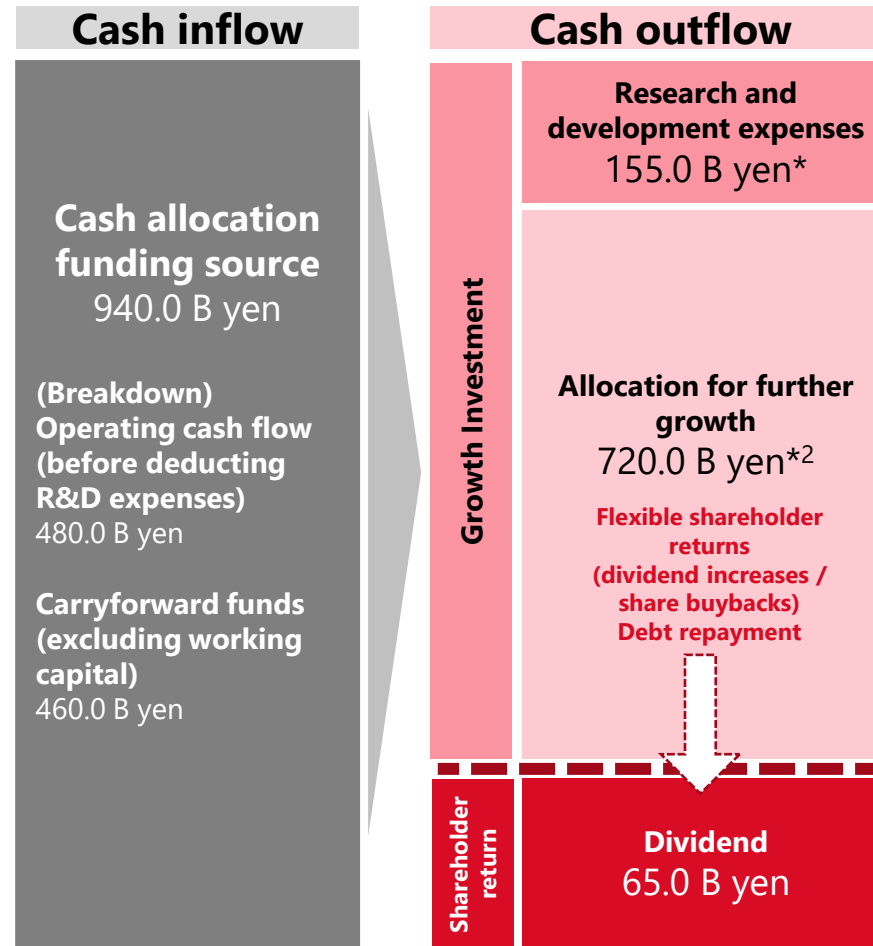 Cash inflow
Cash allocation
funding source
940.0 B yen
(Breakdown)
Operating cash flow
(before deducting
R&D expenses)
480.0 B yen
Carryforward funds
(excluding working
capital)
460.0 B yen
Cash outflow
Growth Investment
Research and
development expenses
155.0 B yen*
Allocation for further
growth
720.0 B yen*2
Flexible shareholder
returns
(dividend increases /
share buybacks)
Debt repayment
Shareholder
return
Dividend
65.0 B yen